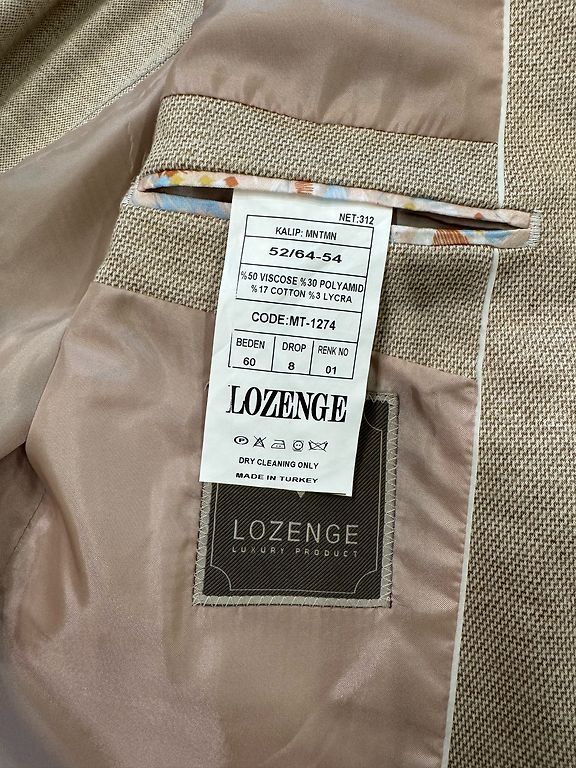 NET:312
KALIP: MNTMN
52/64-54
%50 VISCOSE %30 POLYAMID
%17 COTTON %3 LYCRA
CODE:MT-1274
BEDEN DROP RENK NO
60 8 01
LOZENGE
DRY CLEANING ONLY
MADE IN TURKEY
LOZENGE
LUXURY PRODUCT